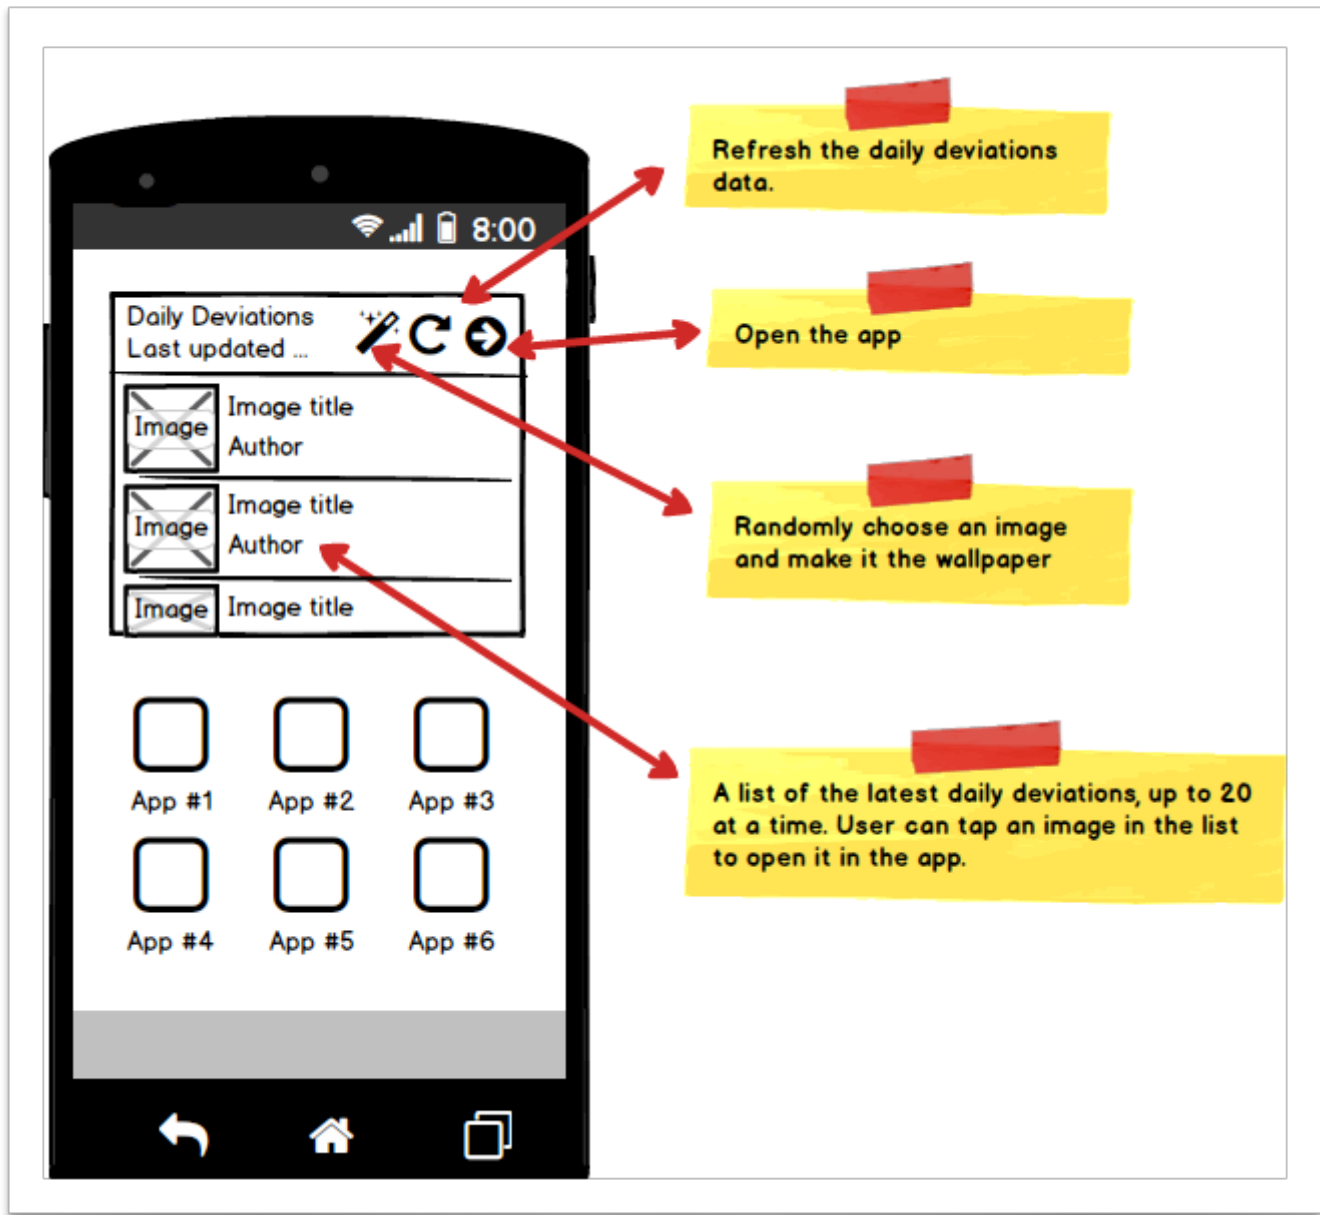 8:00
Daily Deviations
Last updated ...
Image
Image title
Author
Image
Image title
Author
Image
Image title
App #1
App #2
App #3
App #4
App #5
App #6
Refresh the daily deviations
data.
Open the app
Randomly choose an image
and make it the wallpaper
A list of the latest daily deviations, up to 20
at a time. User can tap an image in the list
to open it in the app.